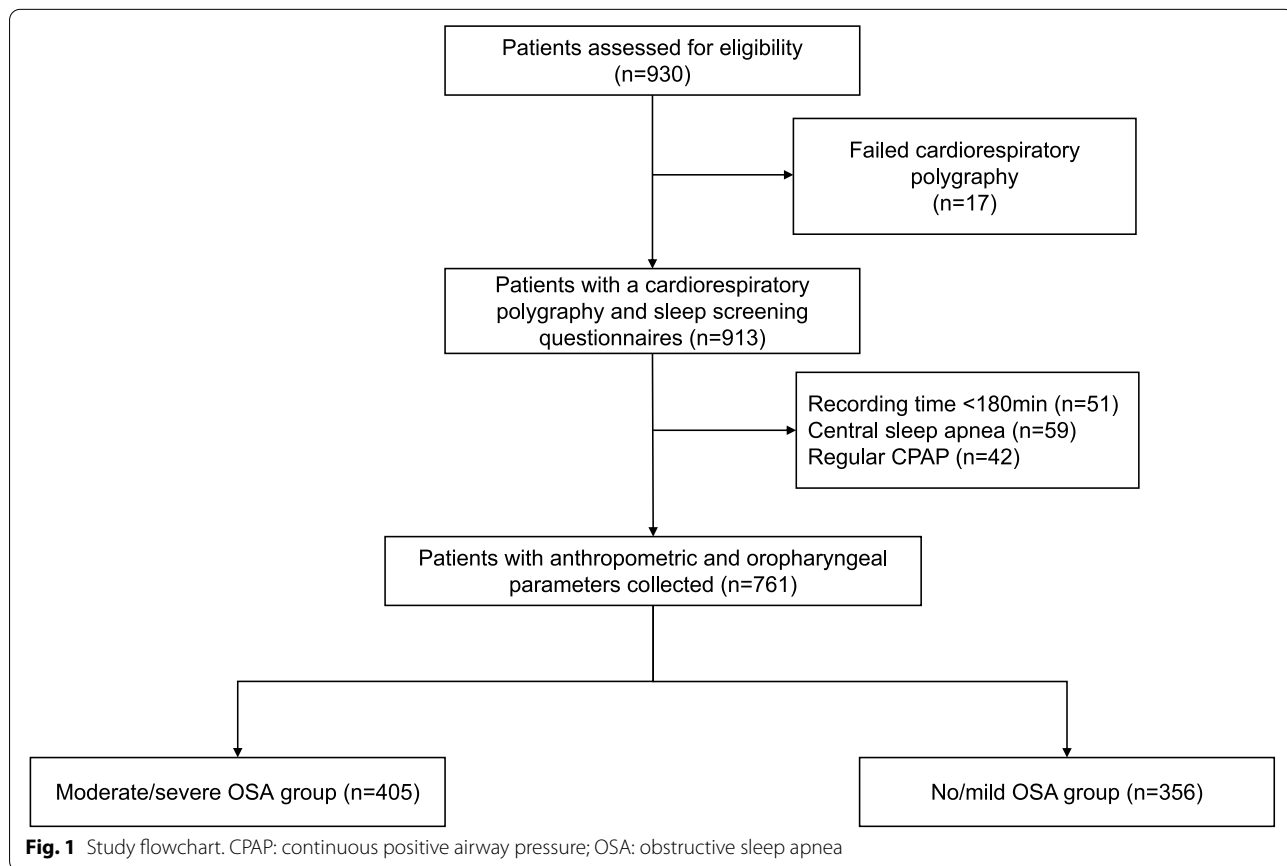 Patients assessed for eligibility
(n=930)
Failed cardiorespiratory
polygraphy
(n=17)
Patients with a cardiorespiratory
polygraphy and sleep screening
questionnaires (n=913)
Recording time <180min (n=51)
Central sleep apnea (n=59)
Regular CPAP (n=42)
Patients with anthropometric and oropharyngeal
parameters collected (n=761)
Moderate/severe OSA group (n=405)
No/mild OSA group (n=356)
Fig. 1 Study flowchart. CPAP: continuous positive airway pressure; OSA: obstructive sleep apnea